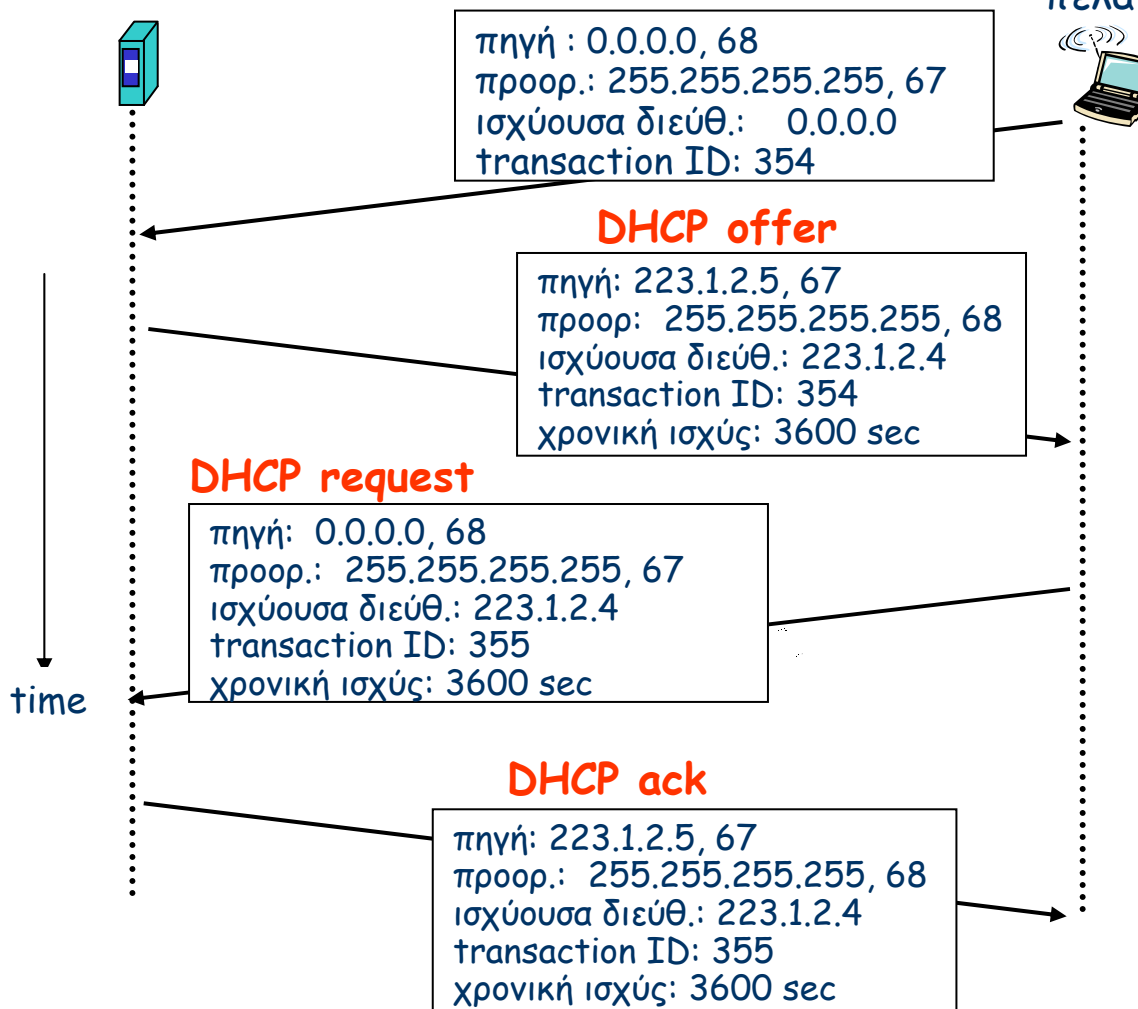 πηγή : 0.0.0.0, 68
προορ.: 255.255.255.255, 67
ισχύουσα διεύθ.: 0.0.0.0
transaction ID: 354
DHCP offer
πηγή: 223.1.2.5, 67
προορ: 255.255.255.255, 68
ισχύουσα διεύθ.: 223.1.2.4
transaction ID: 354
χρονική ισχύς: 3600 sec
DHCP request
πηγή: 0.0.0.0, 68
προορ.: 255.255.255.255, 67
ισχύουσα διεύθ.: 223.1.2.4
transaction ID: 355
χρονική ισχύς: 3600 sec
time
DHCP ack
πηγή: 223.1.2.5, 67
προορ.: 255.255.255.255, 68
ισχύουσα διεύθ.: 223.1.2.4
transaction ID: 355
χρονική ισχύς: 3600 sec